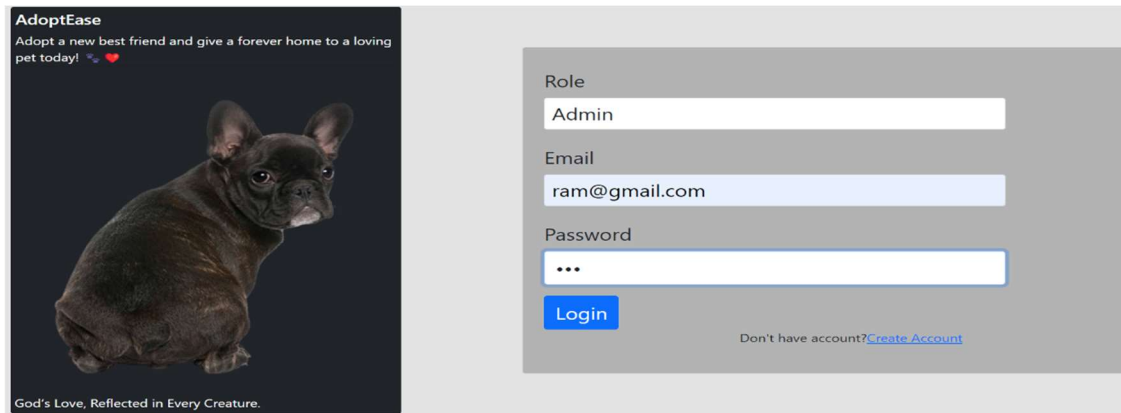 AdoptEase
Adopt a new best friend and give a forever home to a loving
pet today! 🐾 ❤️
God's Love, Reflected in Every Creature.
Role
Admin
Email
ram@gmail.com
Password
•••
Login
Don't have account?Create Account